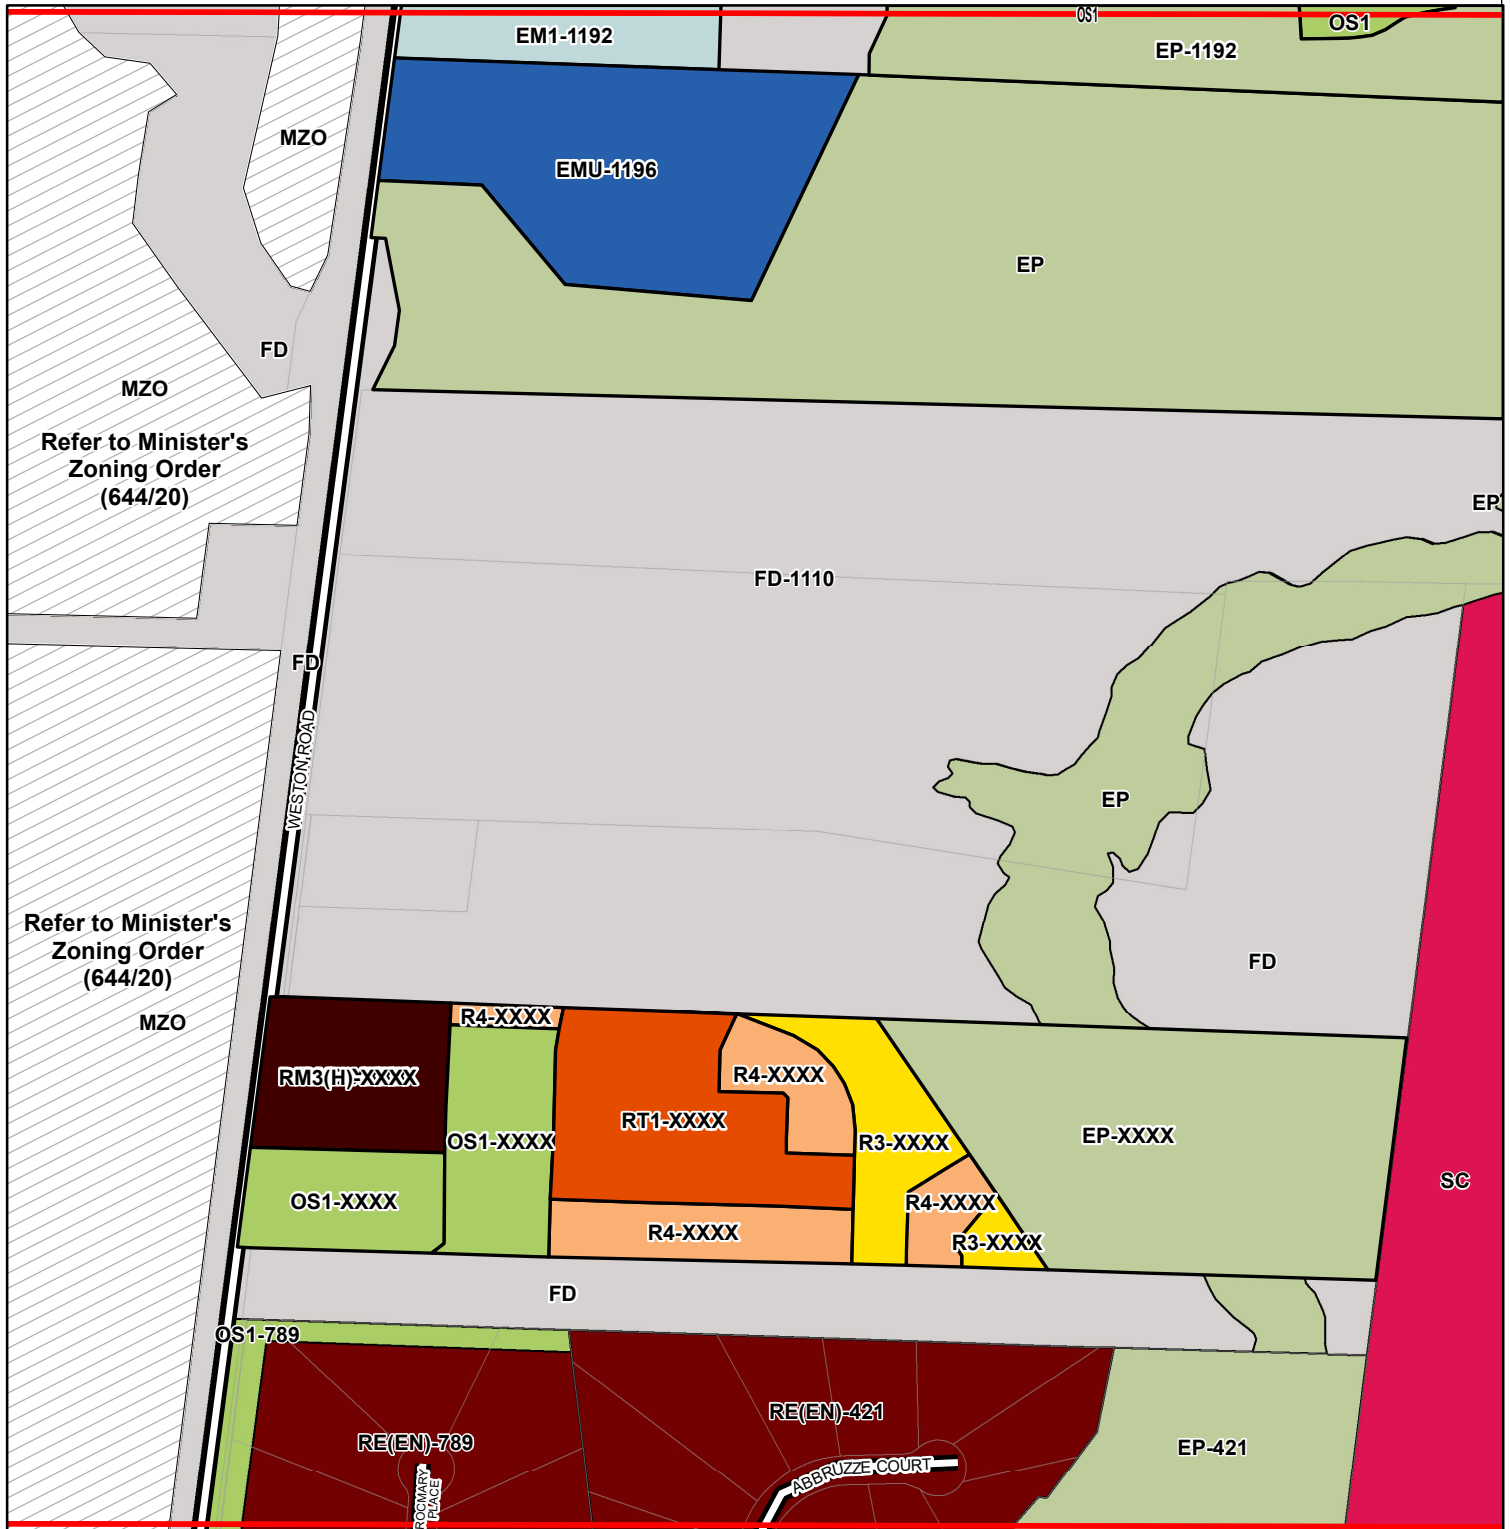 OS1
OS1
EM1-1192
EP-1192
MZO
EMU-1196
EP
FD
MZO
Refer to Minister's
Zoning Order
(644/20)
EP
FD-1110
FD
WESTON ROAD
EP
Refer to Minister's
Zoning Order
(644/20)
FD
MZO
R4-XXXX
RM3(H)-XXXX
R4-XXXX
RT1-XXXX
EP-XXXX
OS1-XXXX
R3-XXXX
SC
OS1-XXXX
R4-XXXX
R4-XXXX
R3-XXXX
FD
OS1-789
RE(EN)-421
RE(EN)-789
EP-421
ABBRUZZE COURT
ROCMARY
PLACE